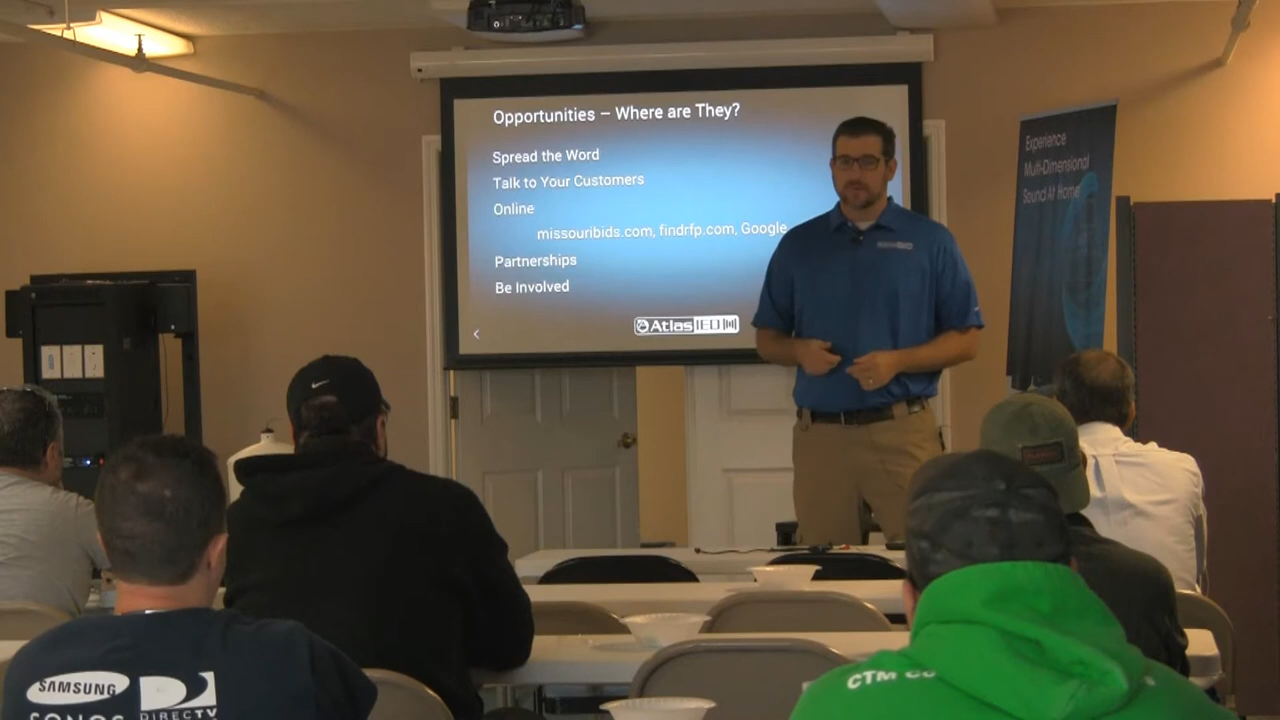 Opportunities – Where are They?
Spread the Word
Talk to Your Customers
Online
missouribids.com, findrfp.com, Google
Partnerships
Be Involved
<
AtlasIED
Experience
Multi-Dimensional
Sound At Home
SAMSUNG
SONOS
DIRECTV
CTM